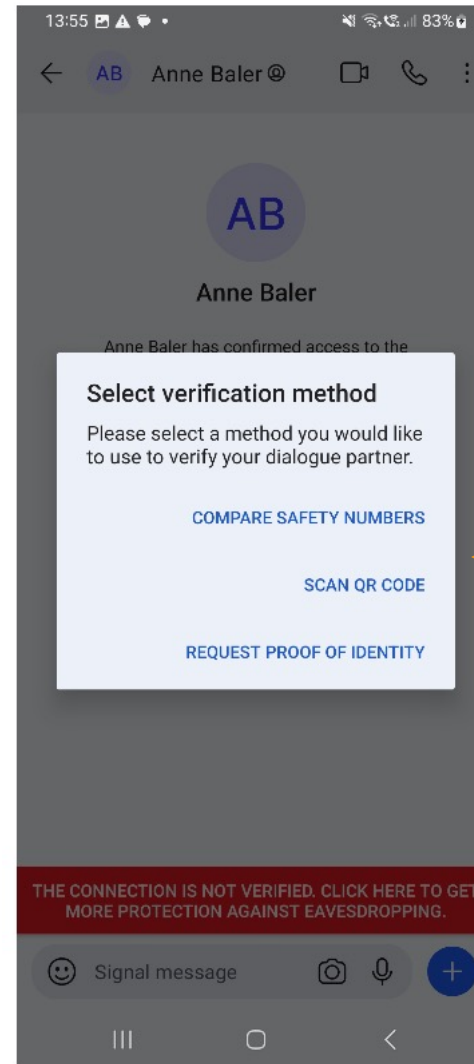 13:55
83%
AB Anne Baler
AB
Anne Baler
Anne Baler has confirmed access to the
Select verification method
Please select a method you would like
to use to verify your dialogue partner.
COMPARE SAFETY NUMBERS
SCAN QR CODE
REQUEST PROOF OF IDENTITY
THE CONNECTION IS NOT VERIFIED. CLICK HERE TO GET
MORE PROTECTION AGAINST EAVESDROPPING.
Signal message